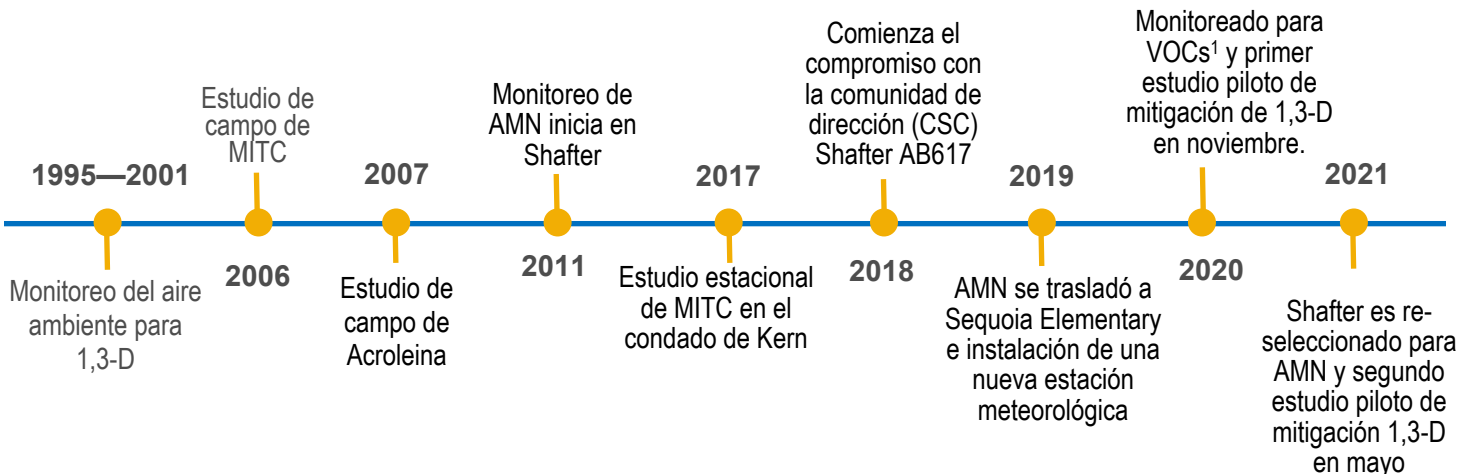 1995—2001
Monitoreo del aire
ambiente para
1,3-D
Estudio de
campo de
MITC
2006
2007
Estudio de
campo de
Acroleina
Monitoreo de
AMN inicia en
Shafter
2011
2017
Estudio estacional
de MITC en el
condado de Kern
Comienza el
compromiso con
la comunidad de
dirección (CSC)
Shafter AB617
2018
2019
AMN se trasladó a
Sequoia Elementary
e instalación de una
nueva estación
meteorológica
Monitoreado para
VOCs¹ y primer
estudio piloto de
mitigación de 1,3-D
en noviembre.
2020
2021
Shafter es re-
seleccionado para
AMN y segundo
estudio piloto de
mitigación 1,3-D
en mayo